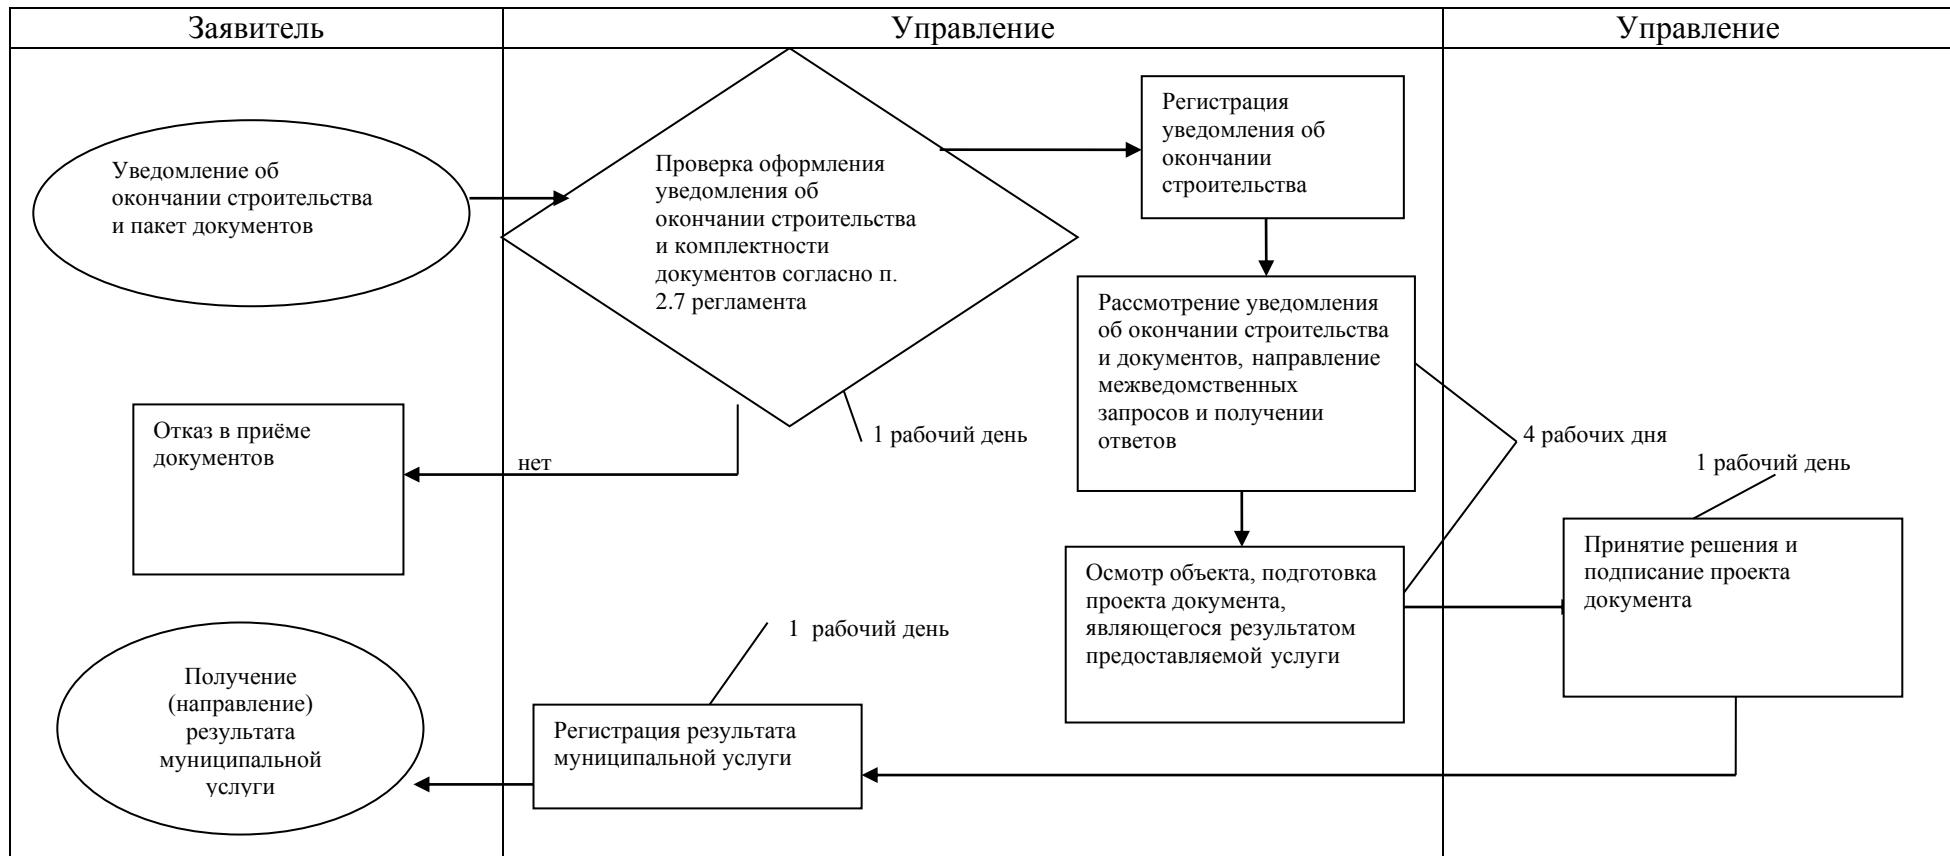 Заявитель
Управление
Управление
Уведомление об
окончании строительства
и пакет документов
Проверка оформления
уведомления об
окончании строительства
и комплектности
документов согласно п.
2.7 регламента
Регистрация
уведомления об
окончании
строительства
Рассмотрение уведомления
об окончании строительства
и документов, направление
межведомственных
запросов и получении
ответов
1 рабочий день
4 рабочих дня
1 рабочий день
Отказ в приёме
документов
нет
Осмотр объекта, подготовка
проекта документа,
являющегося результатом
предоставляемой услуги
Принятие решения и
подписание проекта
документа
1 рабочий день
Получение
(направление)
результата
муниципальной
услуги
Регистрация результата
муниципальной услуги